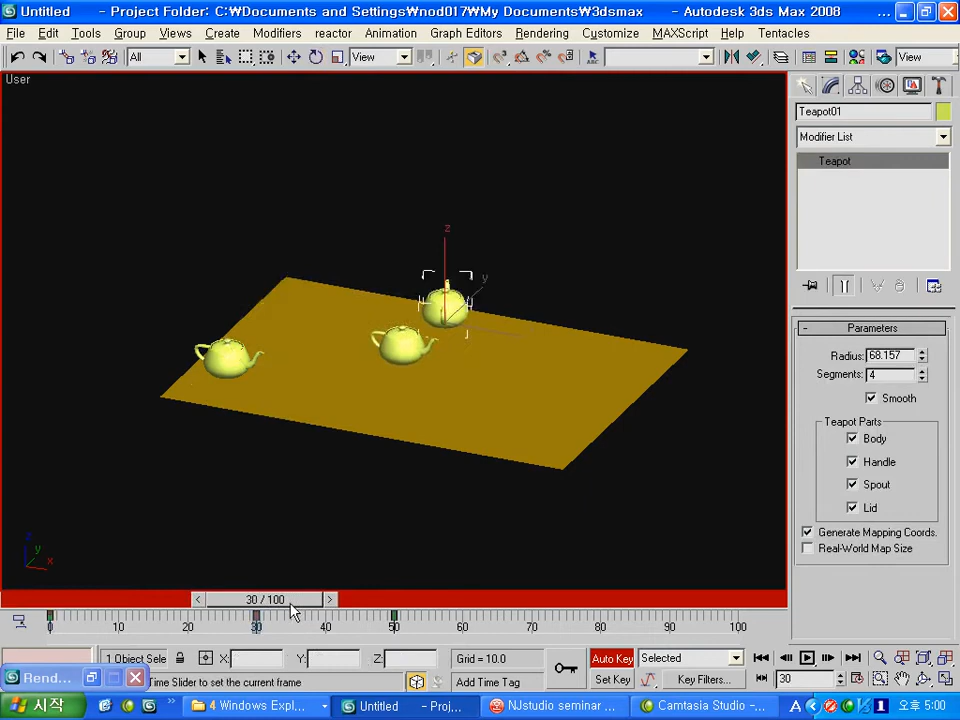 Untitled - Project Folder: C:\Documents and Settings\nod017\My Documents\3dsmax - Autodesk 3ds Max 2008 ...
File Edit Tools Group Views Create Modifiers reactor Animation Graph Editors Rendering Customize MAXScript Help Tentacles
All View View
User
Teapot01
Modifier List
Teapot
Parameters
Radius: 68.157
Segments: 4
Smooth
Teapot Parts
Body
Handle
Spout
Lid
Generate Mapping Coords.
Real-World Map Size
z
y
z
y
x
< 30 / 100 >
0 10 20 30 40 50 60 70 80 90 100
1 Object Sele X: Y: Z: Grid = 10.0 Auto Key Selected
Rend... Time Slider to set the current frame Add Time Tag Set Key Key Filters... 30
시작 4 Windows Expl... Untitled - Proj... NJstudio seminar ... Camtasia Studio - ... 오후 5:00